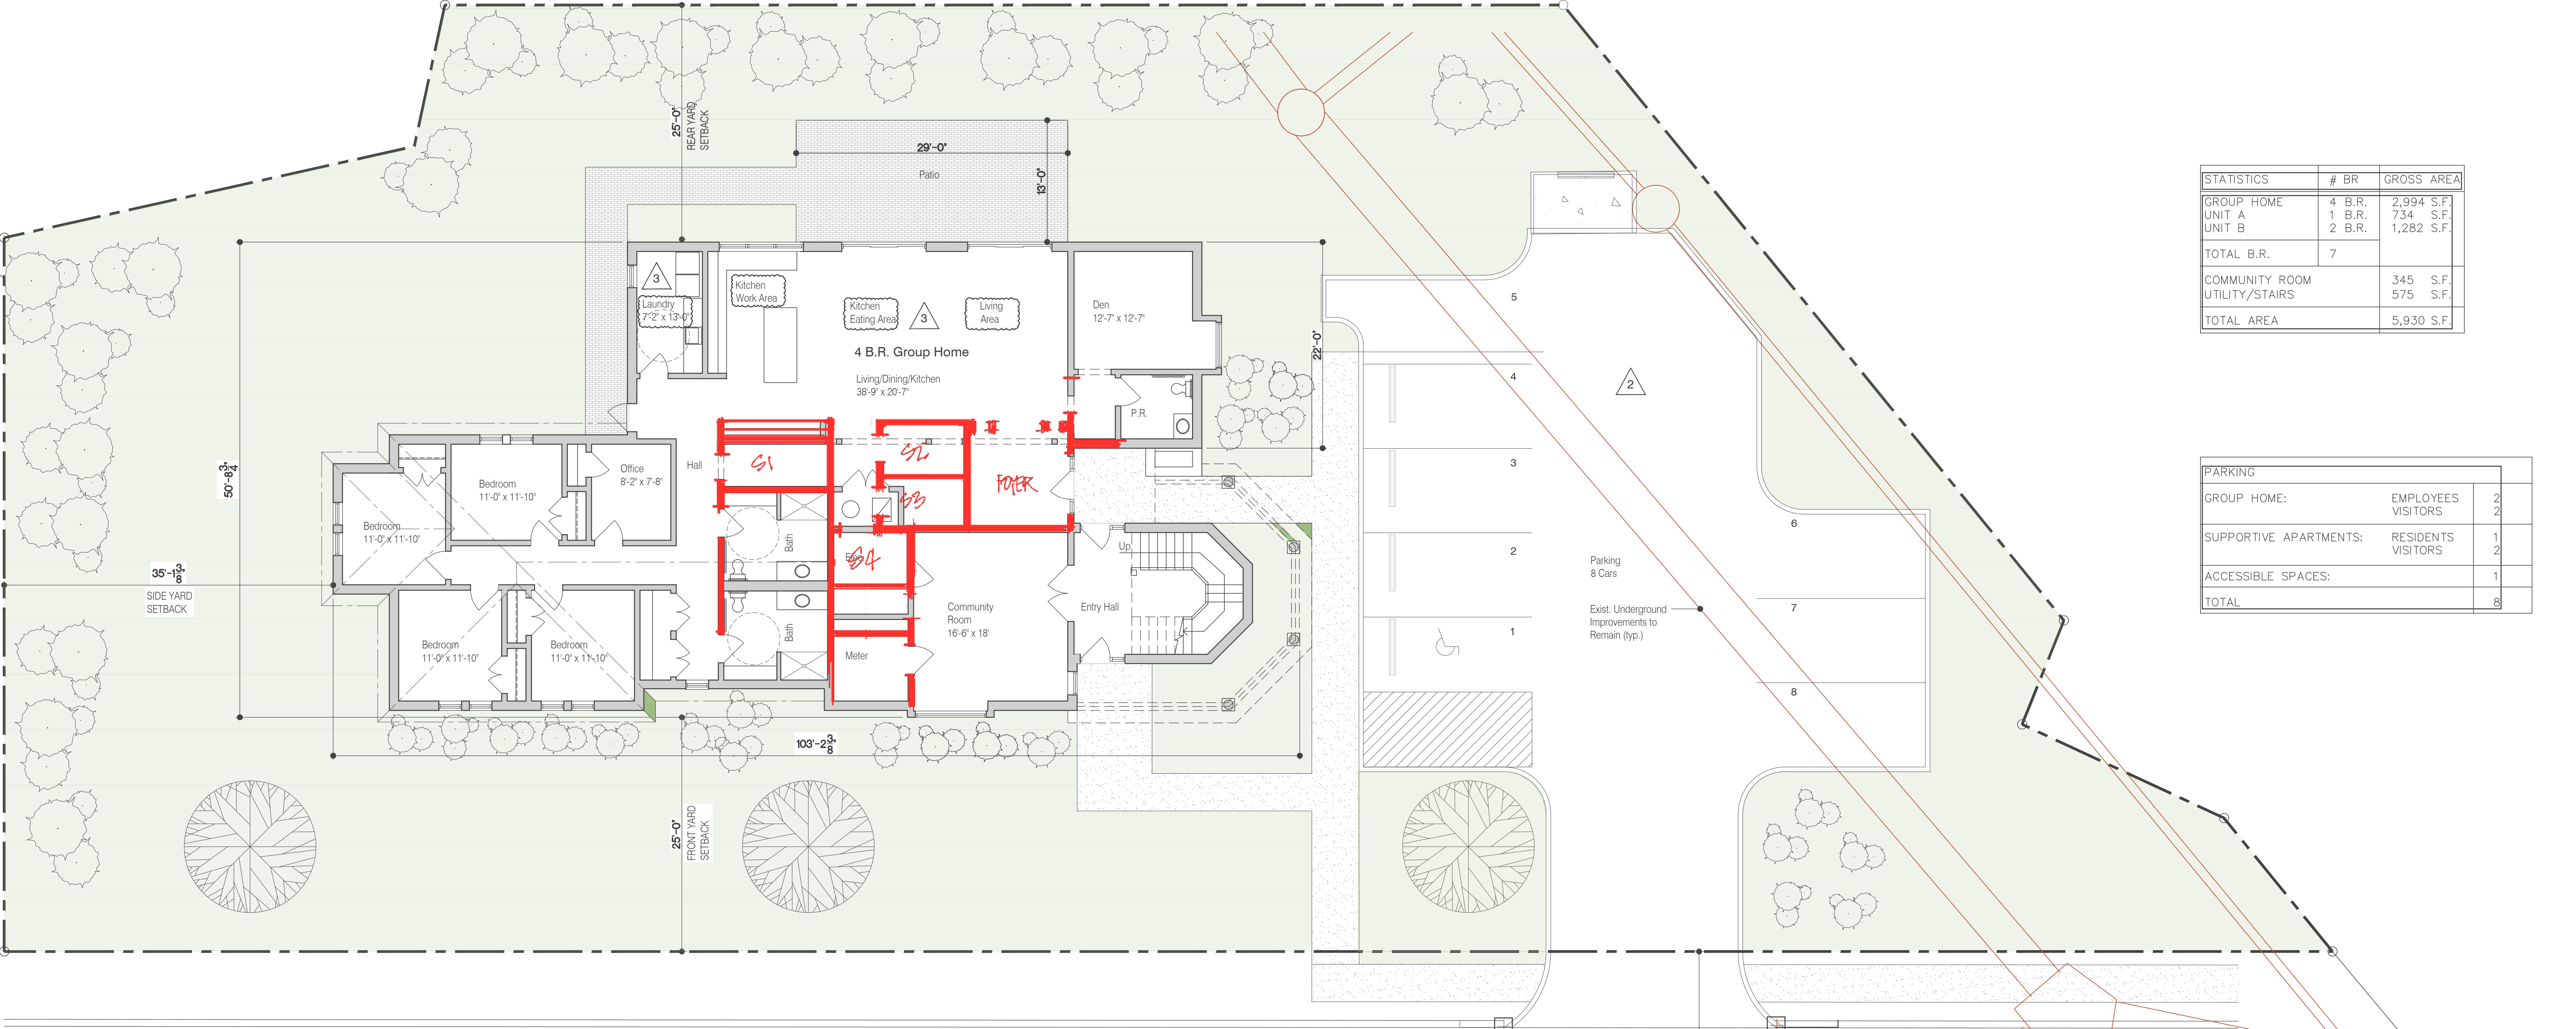 25'-0"
REAR YARD
SETBACK
29'-0"
Patio
13'-0"
3
Laundry
7'-2" x 13'-0"
Kitchen
Work Area
Kitchen
Eating Area
3
Living
Area
4 B.R. Group Home
Living/Dining/Kitchen
38'-9" x 20'-7"
Den
12'-7" x 12'-7"
P.R.
22'-0"
50'-8 3/4"
Hall
Office
8'-2" x 7'-8"
Bedroom
11'-0" x 11'-10"
Bedroom
11'-0" x 11'-10"
Bedroom
11'-0" x 11'-10"
Bedroom
11'-0" x 11'-10"
S1
S2
S3
S4
FOYER
Bath
Bath
Meter
Community
Room
16'-6" x 18'
Up
Entry Hall
35'-1 3/8"
SIDE YARD
SETBACK
103'-2 3/8"
25'-0"
FRONT YARD
SETBACK
5
4
3
2
1
6
7
8
2
Parking
8 Cars
Exist. Underground
Improvements to
Remain (typ.)
STATISTICS # BR GROSS AREA
GROUP HOME 4 B.R. 2,994 S.F.
UNIT A 1 B.R. 734 S.F.
UNIT B 2 B.R. 1,282 S.F.
TOTAL B.R. 7
COMMUNITY ROOM 345 S.F.
UTILITY/STAIRS 575 S.F.
TOTAL AREA 5,930 S.F.
PARKING
GROUP HOME: EMPLOYEES 2
VISITORS 2
SUPPORTIVE APARTMENTS: RESIDENTS 1
VISITORS 2
ACCESSIBLE SPACES: 1
TOTAL 8